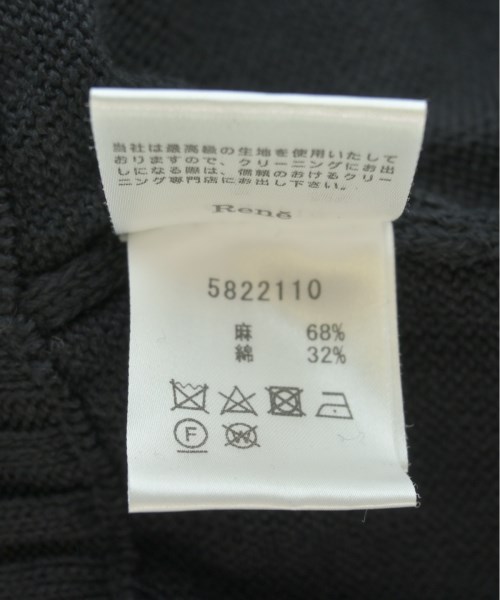 当社は最高級の生地を使用いたして
おりますので、クリーニングにお出
しになる際は、信頼のおけるクリー
ニング専門店にお出し下さい。
René
5822110
麻 68%
綿 32%
F
W